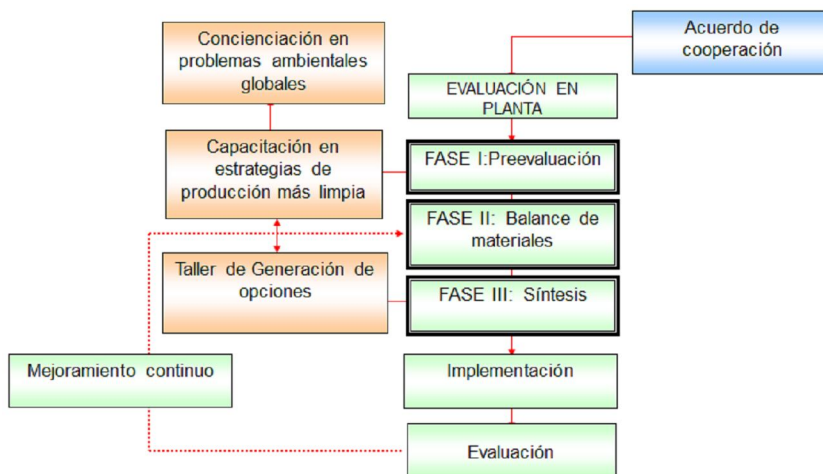 Acuerdo de
cooperación
Concienciación en
problemas ambientales
globales
EVALUACIÓN EN
PLANTA
Capacitación en
estrategias de
producción más limpia
FASE I:Preevaluación
FASE II: Balance de
materiales
Taller de Generación de
opciones
FASE III: Síntesis
Mejoramiento continuo
Implementación
Evaluación